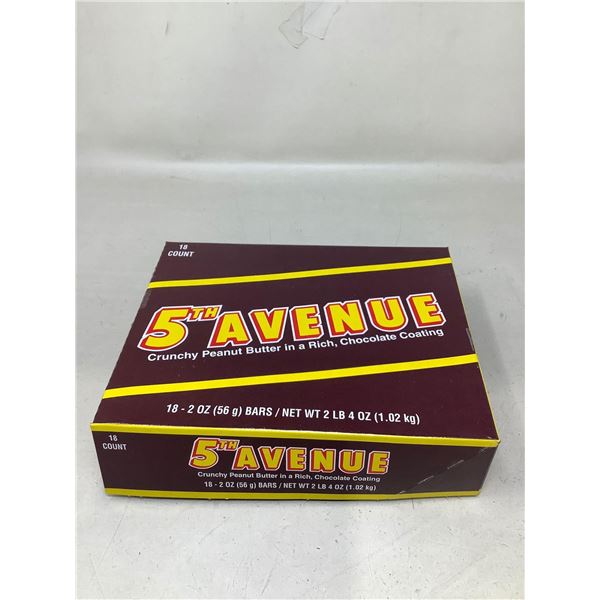 18
COUNT
5TH AVENUE
Crunchy Peanut Butter in a Rich, Chocolate Coating
18 - 2 OZ (56 g) BARS / NET WT 2 LB 4 OZ (1.02 kg)
18
COUNT
5TH AVENUE
Crunchy Peanut Butter in a Rich, Chocolate Coating
18 - 2 OZ (56 g) BARS / NET WT 2 LB 4 OZ (1.02 kg)